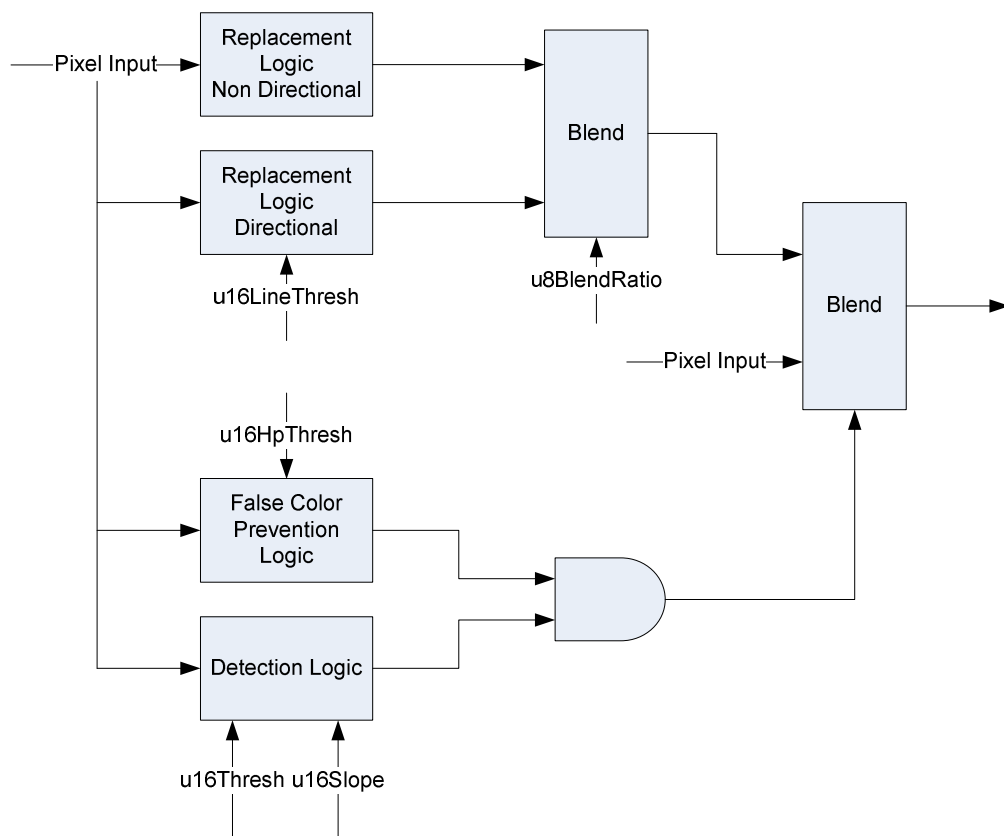 Pixel Input
Replacement
Logic
Non Directional
Blend
Replacement
Logic
Directional
u16LineThresh
u8BlendRatio
Blend
Pixel Input
u16HpThresh
False Color
Prevention
Logic
Detection Logic
u16Thresh
u16Slope